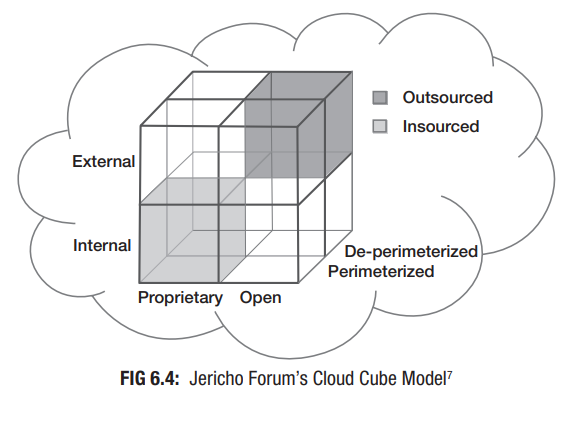 Outsourced
Insourced
External
Internal
De-perimeterized
Perimeterized
Proprietary Open
FIG 6.4: Jericho Forum’s Cloud Cube Model7